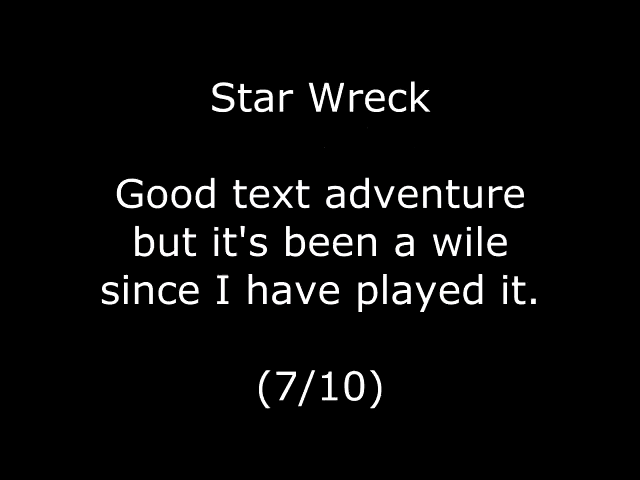 Star Wreck
Good text adventure
but it's been a wile
since I have played it.
(7/10)